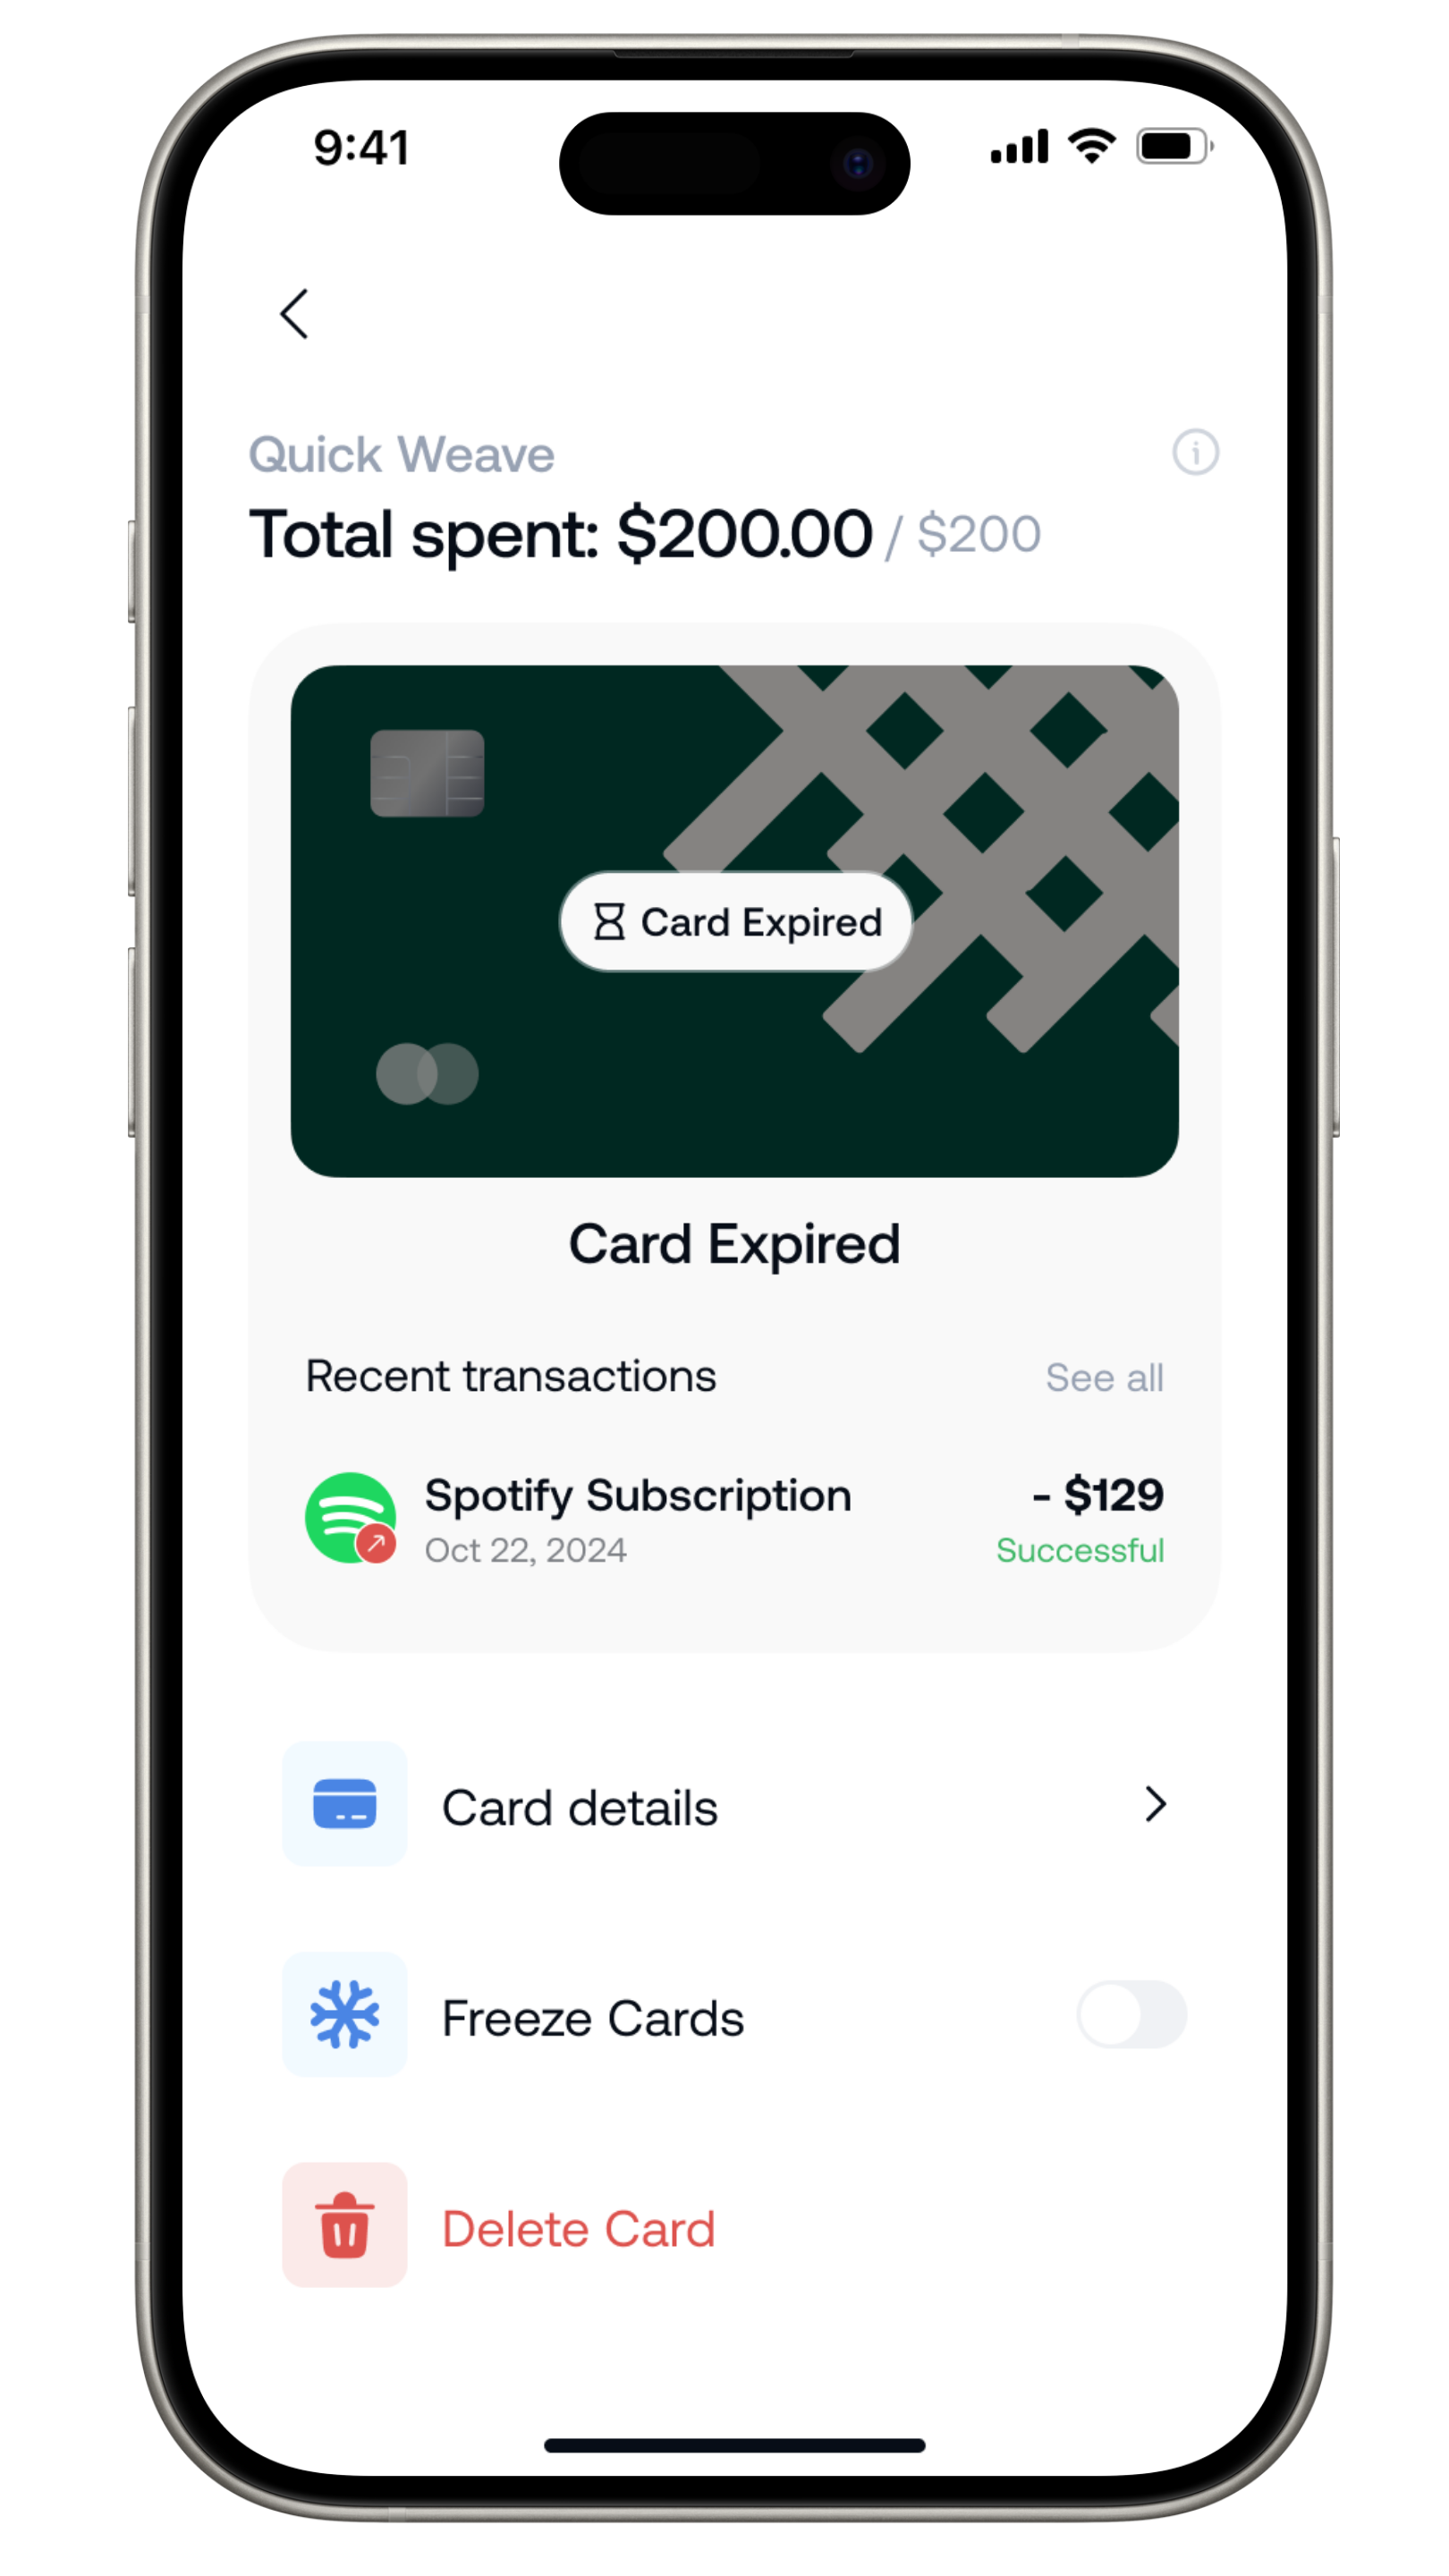 9:41
Quick Weave
Total spent: $200.00 / $200
Card Expired
Card Expired
Recent transactions See all
Spotify Subscription - $129
Oct 22, 2024 Successful
Card details
Freeze Cards
Delete Card